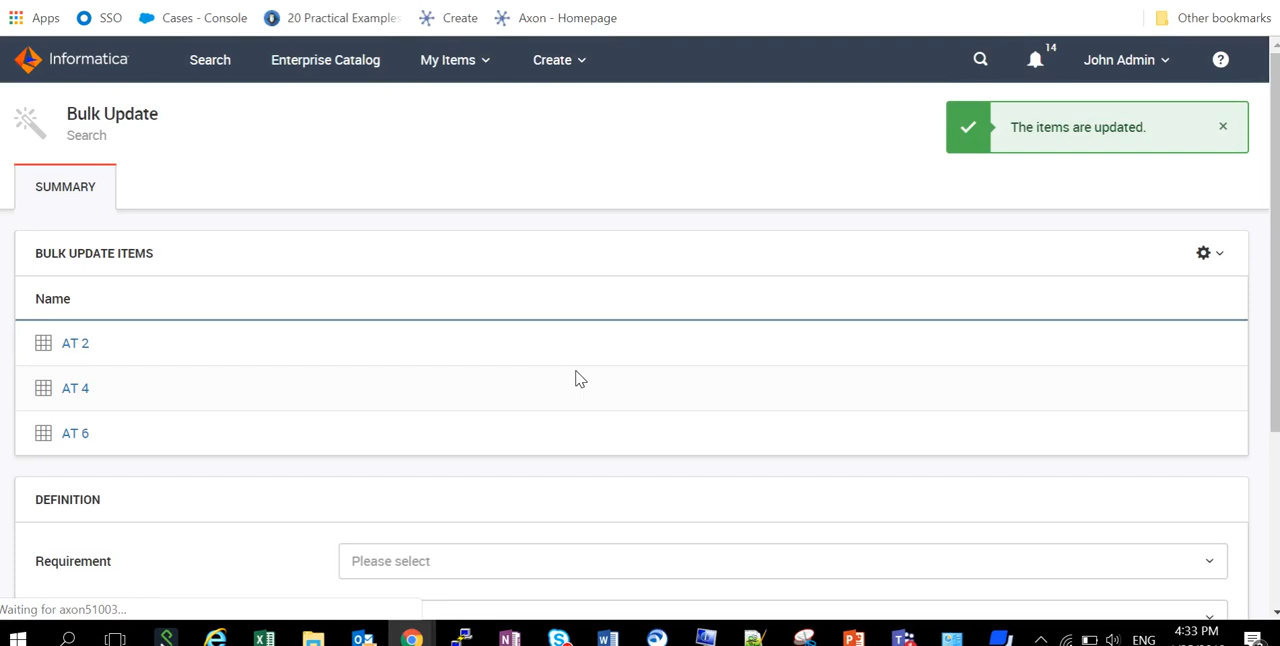 Apps SSO Cases - Console 20 Practical Examples Create Axon - Homepage Other bookmarks
Informatica Search Enterprise Catalog My Items Create 14 John Admin ?
Bulk Update
Search
The items are updated. ×
SUMMARY
BULK UPDATE ITEMS
Name
AT 2
AT 4
AT 6
DEFINITION
Requirement Please select
Waiting for axon51003...
ENG 4:33 PM